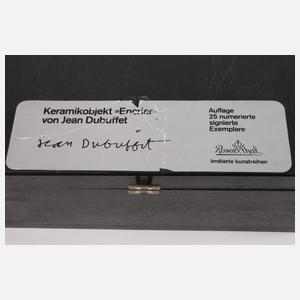 Keramikobjekt »Encrier«
von Jean Dubuffet
Jean Dubuffet
Auflage
25 numerierte
signierte
Exemplare
Rosenthal
limitierte kunstreihen